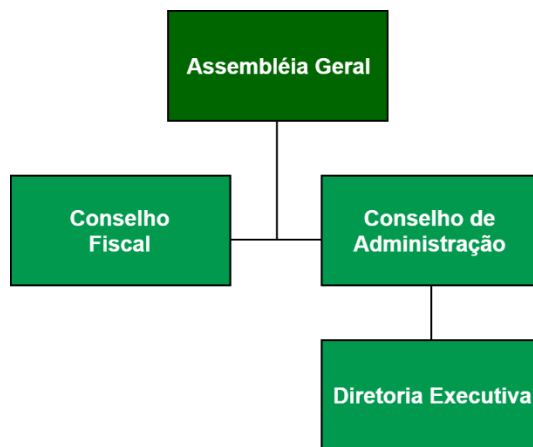 Assembléia Geral
Conselho
Fiscal
Conselho de
Administração
Diretoria Executiva